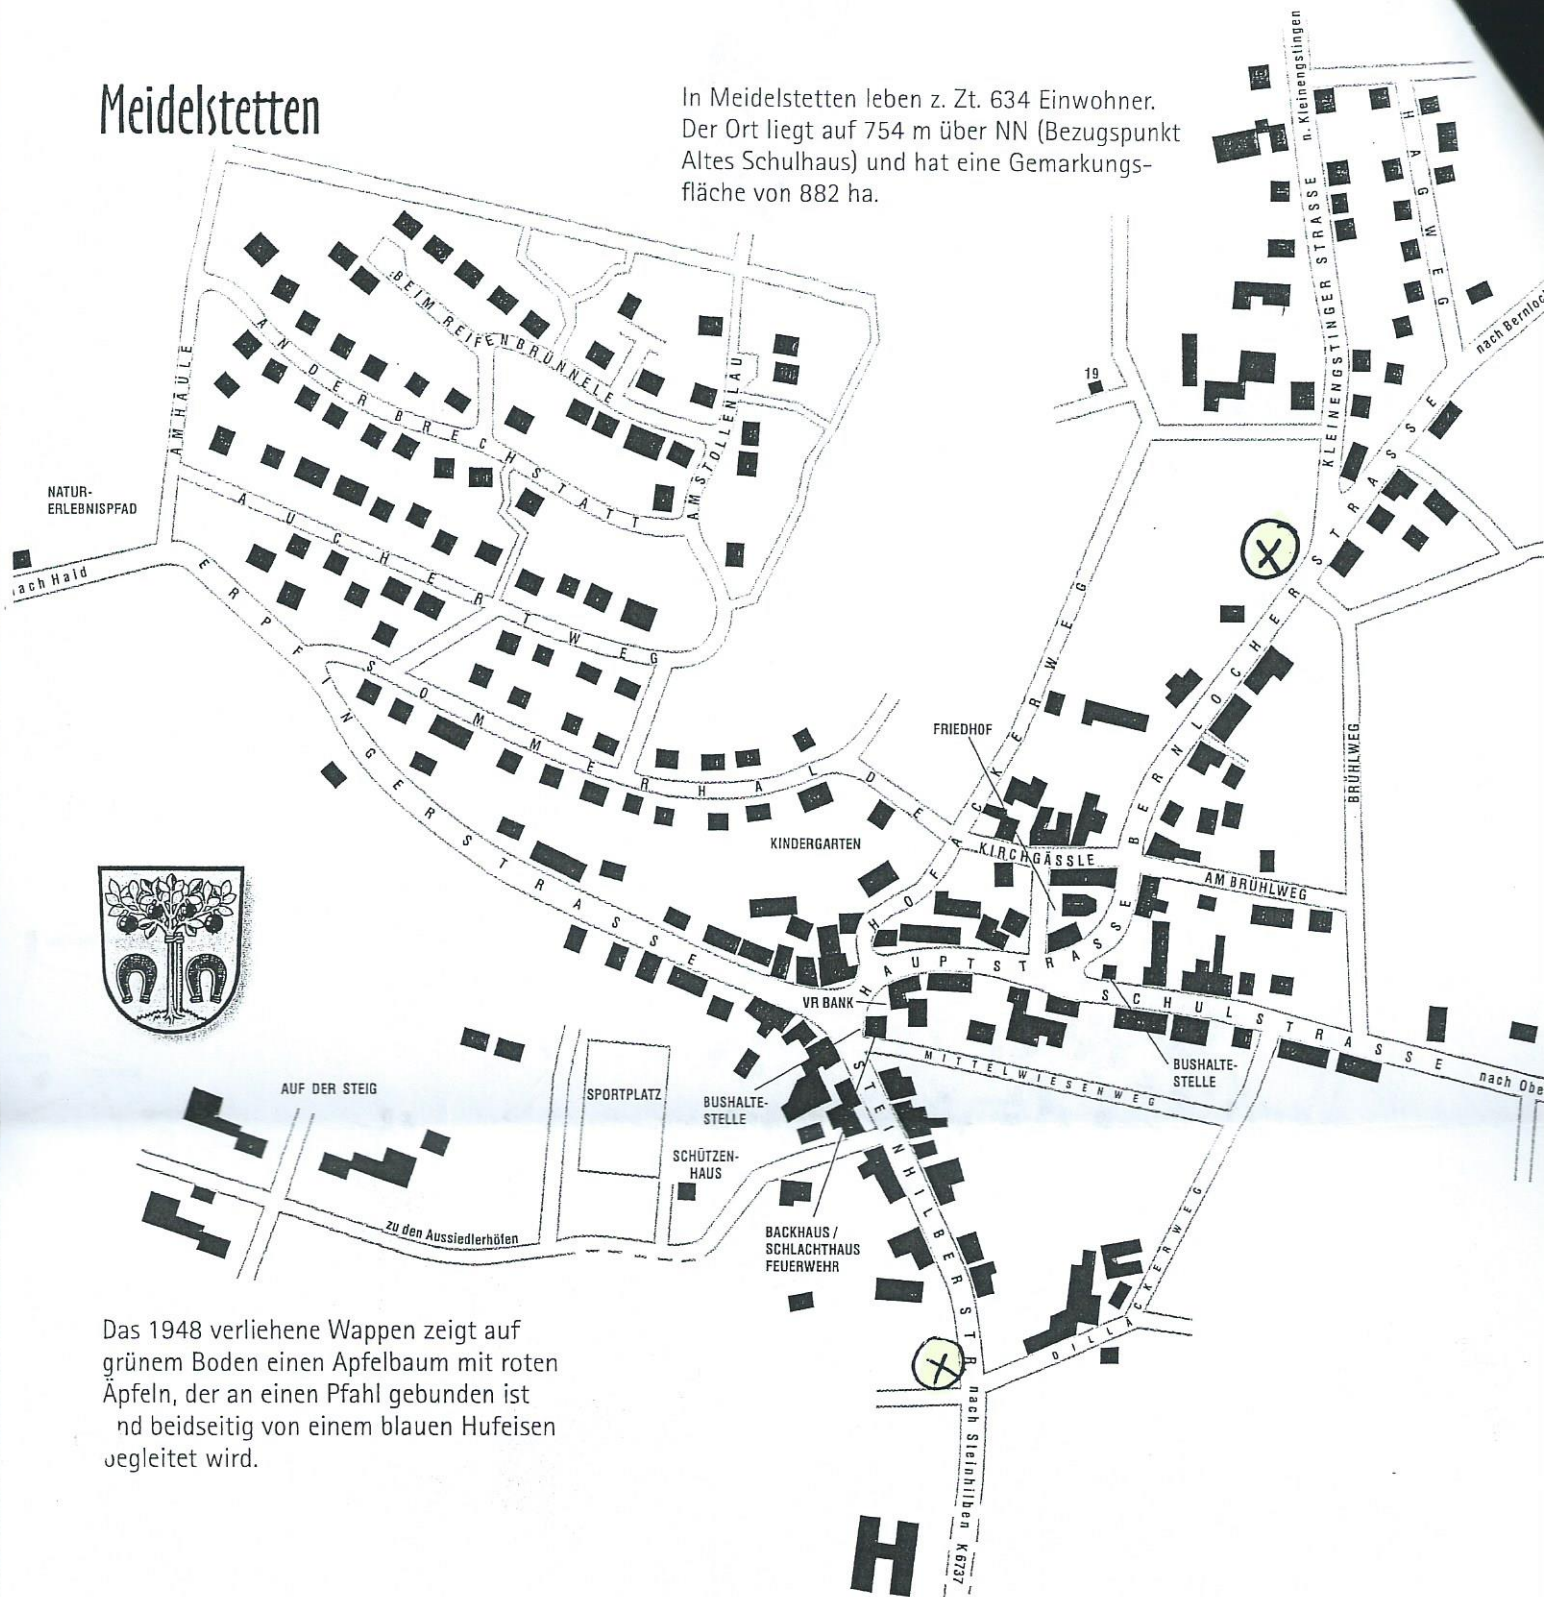 Meidelstetten
In Meidelstetten leben z. Zt. 634 Einwohner.
Der Ort liegt auf 754 m über NN (Bezugspunkt
Altes Schulhaus) und hat eine Gemarkungs-
fläche von 882 ha.
n. Kleinengstingen
KLEINENGSTINGER STRASSE
HAGWEG
nach Bernloch
BEIM REIFENBRÜNNELE
AN DER BRECHSTATT
AM HÄULE
AM STOLLENLAU
19
NATUR-
ERLEBNISPFAD
nach Haid
AUCHERTWEG
ERPFINGER STRASSE
SOMMERHALDE
HOFACKERWEG
X
BERNLOCHER STRASSE
FRIEDHOF
BRÜHLWEG
KINDERGARTEN
KIRCHGÄSSLE
AM BRÜHLWEG
HAUPTSTRASSE
VR BANK
SCHULSTRASSE
nach Obe
BUSHALTE-
STELLE
MITTELWIESENWEG
AUF DER STEIG
SPORTPLATZ
BUSHALTE-
STELLE
SCHÜTZEN-
HAUS
STEINHILBER STR
zu den Aussiedlerhöfen
BACKHAUS/
SCHLACHTHAUS
FEUERWEHR
DILLÄCKERWEG
X
nach Steinhilben K 6737
Das 1948 verliehene Wappen zeigt auf
grünem Boden einen Apfelbaum mit roten
Äpfeln, der an einen Pfahl gebunden ist
nd beidseitig von einem blauen Hufeisen
begleitet wird.